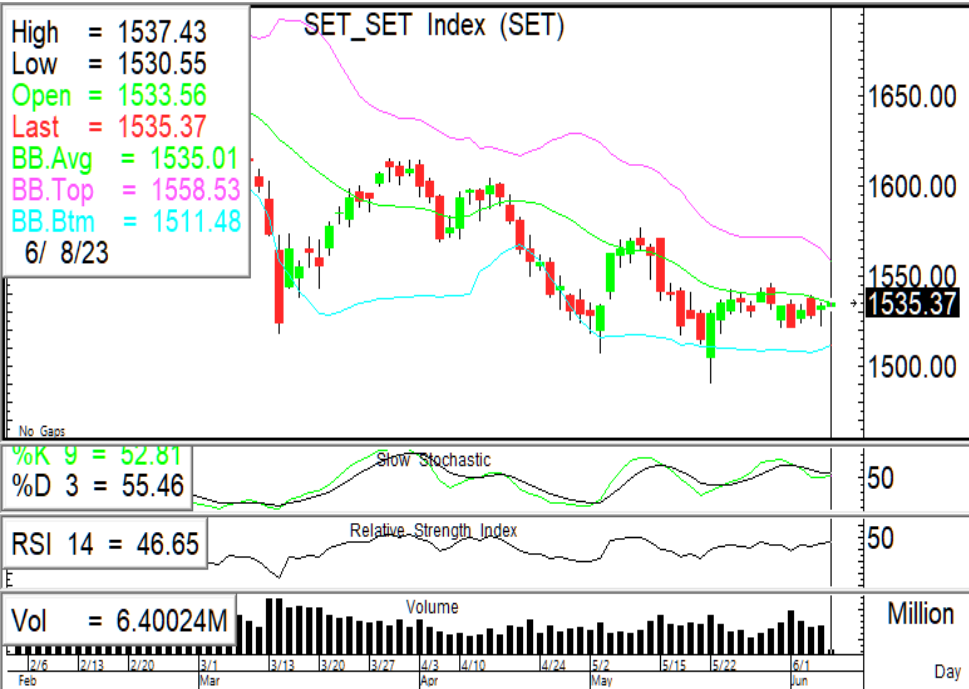 SET_SET Index (SET)
High = 1537.43
Low = 1530.55
Open = 1533.56
Last = 1535.37
BB.Avg = 1535.01
BB.Top = 1558.53
BB.Btm = 1511.48
6/ 8/23
1650.00
1600.00
1550.00
1535.37
1500.00
No Gaps
%K 9 = 52.81
%D 3 = 55.46
Slow Stochastic
50
RSI 14 = 46.65
Relative Strength Index
50
Vol = 6.40024M
Volume
Million
2/6 2/13 2/20 3/1 3/13 3/20 3/27 4/3 4/10 4/24 5/2 5/15 5/22 6/1
Feb Mar Apr May Jun
Day